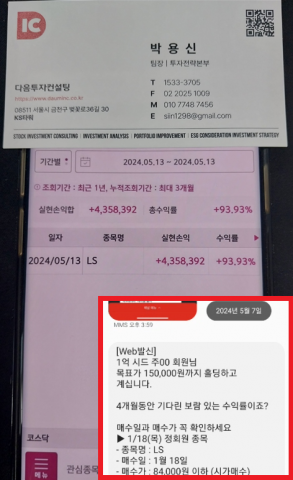 IC
박 용 신
팀장 | 투자전략본부
다음투자컨설팅
T 1533-3705
F 02 2025 1009
M 010 7748 7456
E siin1298@gmail.com
08511 서울시 금천구 벚꽃로36길 30
KS타워
STOCK INVESTMENT CONSULTING | INVESTMENT ANALYSIS | PORTFOLIO IMPROVEMENT | ESG CONSIDERATION INVESTMENT STRATEGY
기간별
2024.05.13 ~ 2024.05.13
조회기간 : 최근 1년, 누적조회기간 : 최대 3개월
실현손익합 +4,358,392 총수익률 +93,93%
일자 종목명 실현손익 수익률
2024/05/13 LS +4,358,392 +93,93%
2024년 5월 7일
MMS 오후 3:59
[Web발신]
1억 시드 주00 회원님
목표가 150,000원까지 홀딩하고
계십니다.
4개월동안 기다린 보람 있는 수익률이죠?
매수일과 매수가 꼭 확인하세요
▶ 1/18(목) 정회원 종목
- 종목명 : LS
- 매수일 : 1월 18일
- 매수가 : 84,000원 이하 (시가매수)
코스닥
메뉴
관심종목